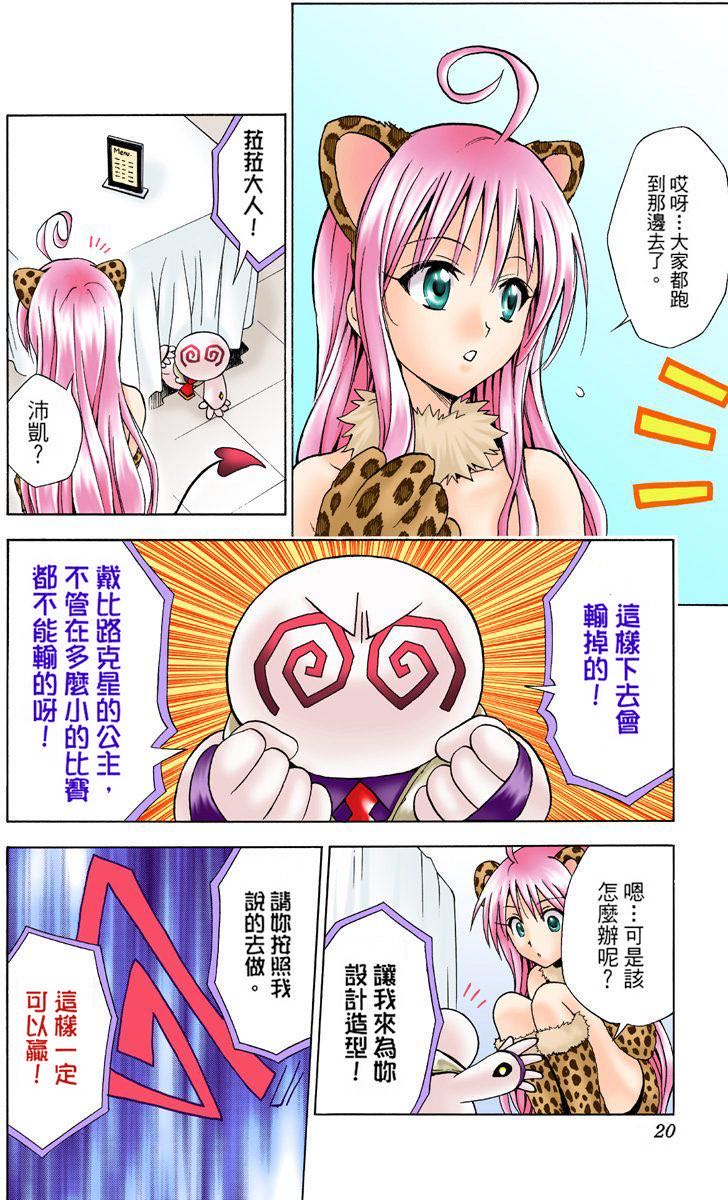 哎呀…大家都跑
到那邊去了。
菈菈大人！
Menu
沛凱？
這樣下去會
輸掉的！
戴比路克星的公主，
不管在多麼小的比賽
都不能輸的呀！
嗯…可是該
怎麼辦呢？
讓我來為妳
設計造型！
請妳按照我
說的去做。
這樣一定
可以贏！
20